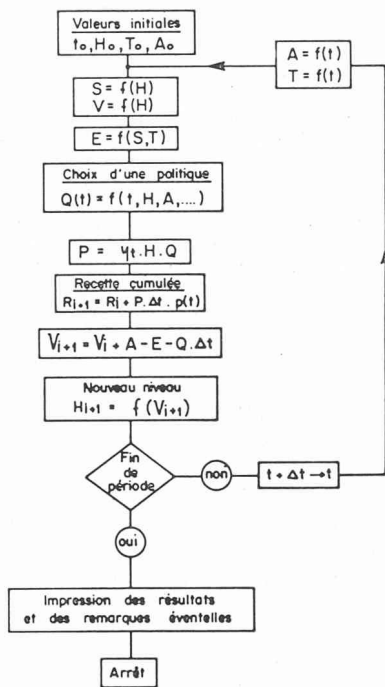 Valeurs initiales
to, Ho, To, Ao
A = f(t)
T = f(t)
S = f(H)
V = f(H)
E = f(S,T)
Choix d'une politique
Q(t) = f(t, H, A, ....)
P = ηt. H. Q
Recette cumulée
Ri+1 = Ri + P. Δt. p(t)
Vi+1 = Vi + A – E – Q. Δt
Nouveau niveau
Hi+1 = f (Vi+1)
Fin
de
période
non
t + Δt → t
oui
Impression des résultats
et des remarques éventelles
Arrêt